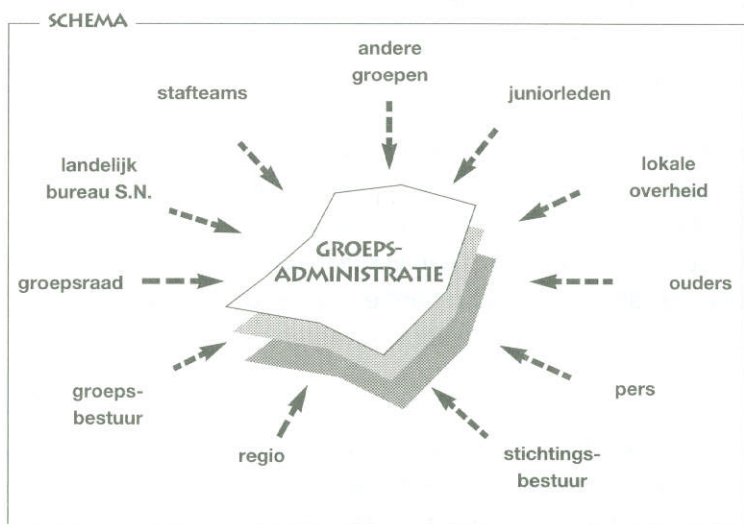 SCHEMA
andere
groepen
stafteams
juniorleden
landelijk
bureau S.N.
lokale
overheid
GROEPS-
ADMINISTRATIE
groepsraad
ouders
groeps-
bestuur
pers
regio
stichtings-
bestuur